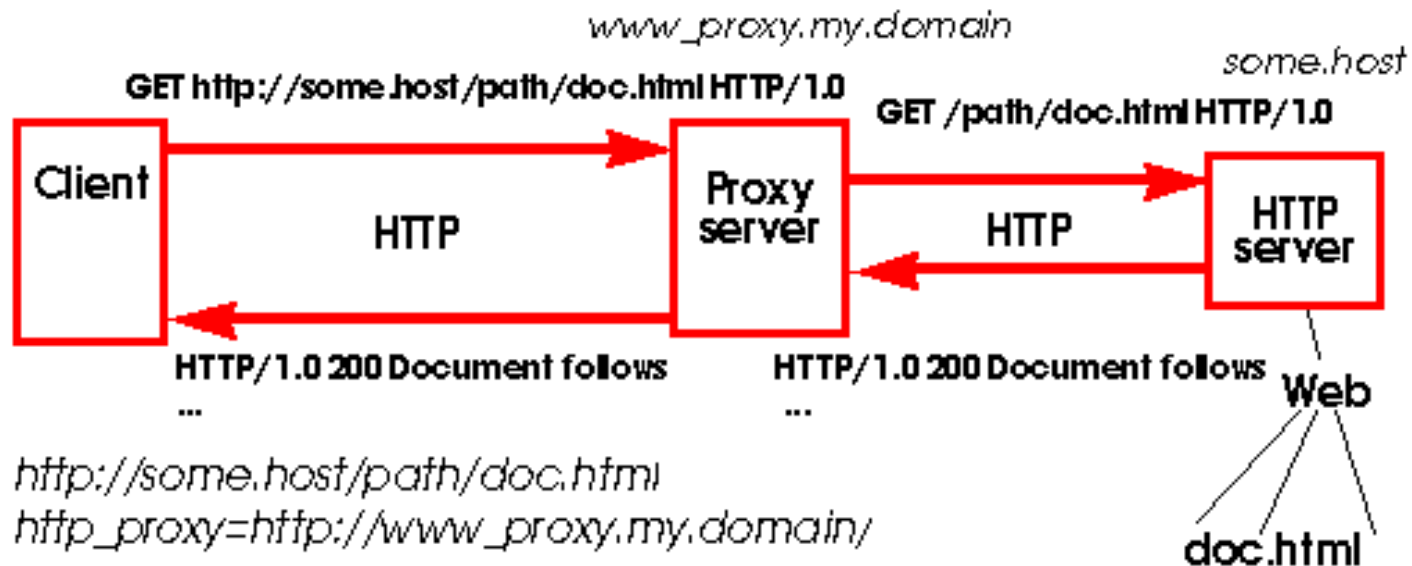 www_proxy.my.domain
some.host
GET http://some.host/path/doc.html HTTP/1.0
GET /path/doc.html HTTP/1.0
Client
HTTP
Proxy
server
HTTP
HTTP
server
HTTP/1.0 200 Document follows
...
HTTP/1.0 200 Document follows
...
Web
doc.html
http://some.host/path/doc.html
http_proxy=http://www_proxy.my.domain/